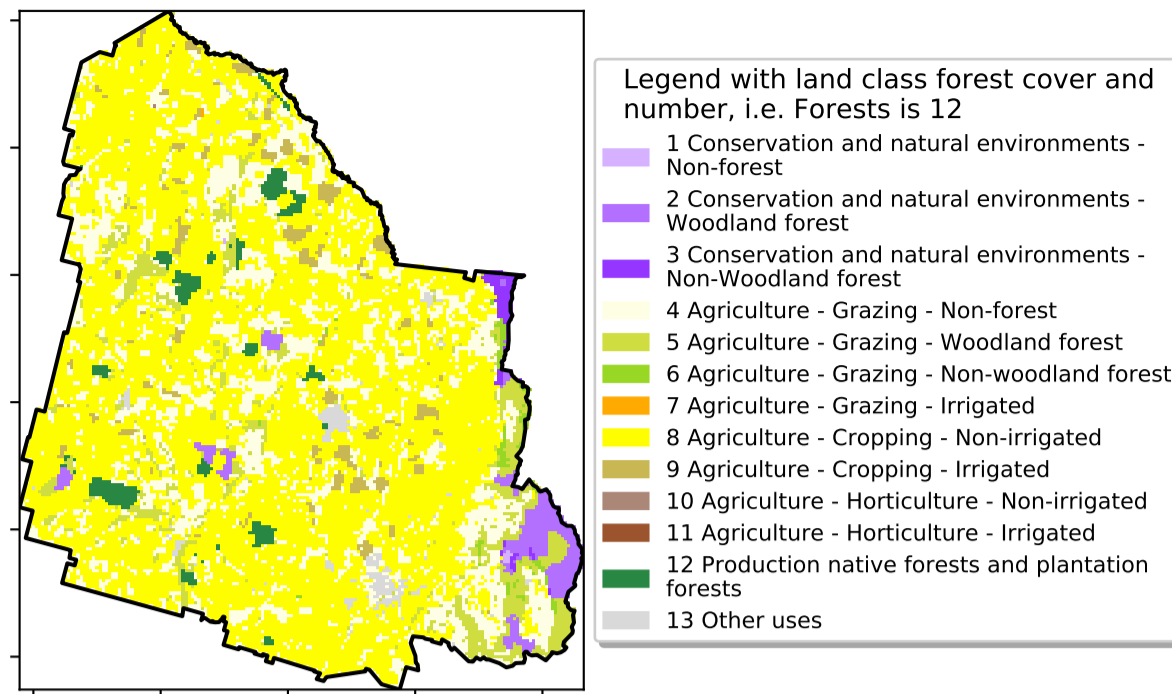 Legend with land class forest cover and
number, i.e. Forests is 12
1 Conservation and natural environments -
Non-forest
2 Conservation and natural environments -
Woodland forest
3 Conservation and natural environments -
Non-Woodland forest
4 Agriculture - Grazing - Non-forest
5 Agriculture - Grazing - Woodland forest
6 Agriculture - Grazing - Non-woodland forest
7 Agriculture - Grazing - Irrigated
8 Agriculture - Cropping - Non-irrigated
9 Agriculture - Cropping - Irrigated
10 Agriculture - Horticulture - Non-irrigated
11 Agriculture - Horticulture - Irrigated
12 Production native forests and plantation
forests
13 Other uses